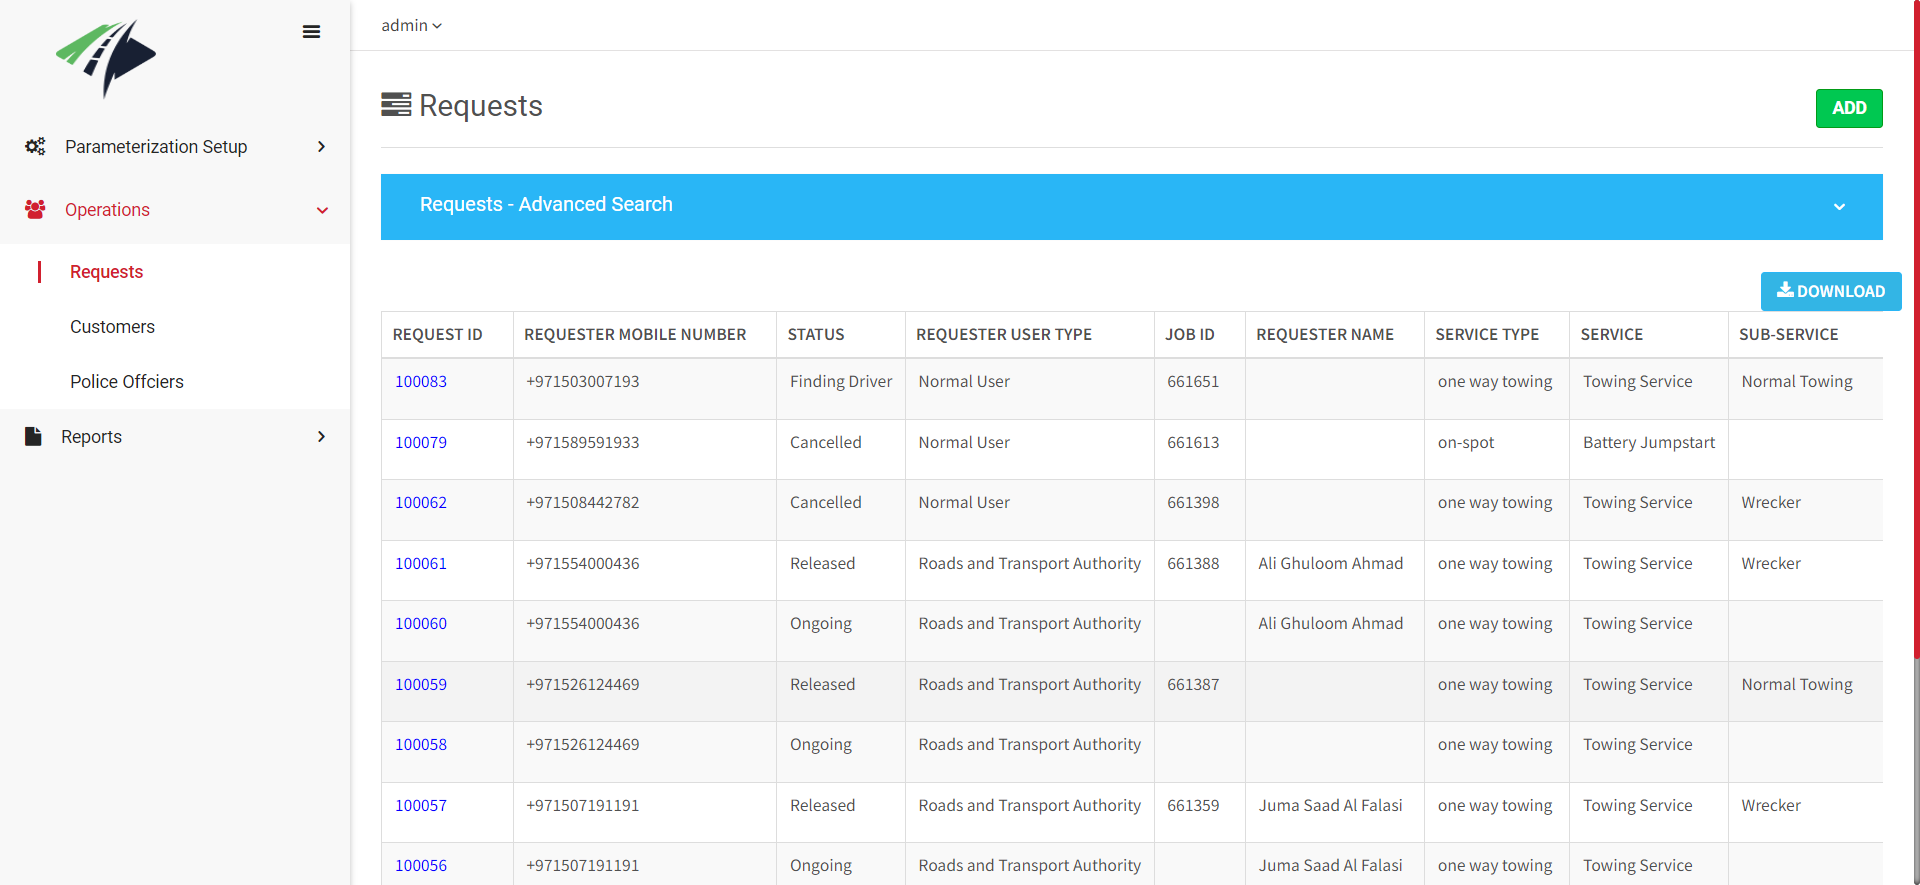 admin
Requests
ADD
Parameterization Setup
Operations
Requests
Customers
Police Offciers
Reports
Requests - Advanced Search
DOWNLOAD
REQUEST ID REQUESTER MOBILE NUMBER STATUS REQUESTER USER TYPE JOB ID REQUESTER NAME SERVICE TYPE SERVICE SUB-SERVICE
100083 +971503007193 Finding Driver Normal User 661651 one way towing Towing Service Normal Towing
100079 +971589591933 Cancelled Normal User 661613 on-spot Battery Jumpstart
100062 +971508442782 Cancelled Normal User 661398 one way towing Towing Service Wrecker
100061 +971554000436 Released Roads and Transport Authority 661388 Ali Ghuloom Ahmad one way towing Towing Service Wrecker
100060 +971554000436 Ongoing Roads and Transport Authority Ali Ghuloom Ahmad one way towing Towing Service
100059 +971526124469 Released Roads and Transport Authority 661387 one way towing Towing Service Normal Towing
100058 +971526124469 Ongoing Roads and Transport Authority one way towing Towing Service
100057 +971507191191 Released Roads and Transport Authority 661359 Juma Saad Al Falasi one way towing Towing Service Wrecker
100056 +971507191191 Ongoing Roads and Transport Authority Juma Saad Al Falasi one way towing Towing Service